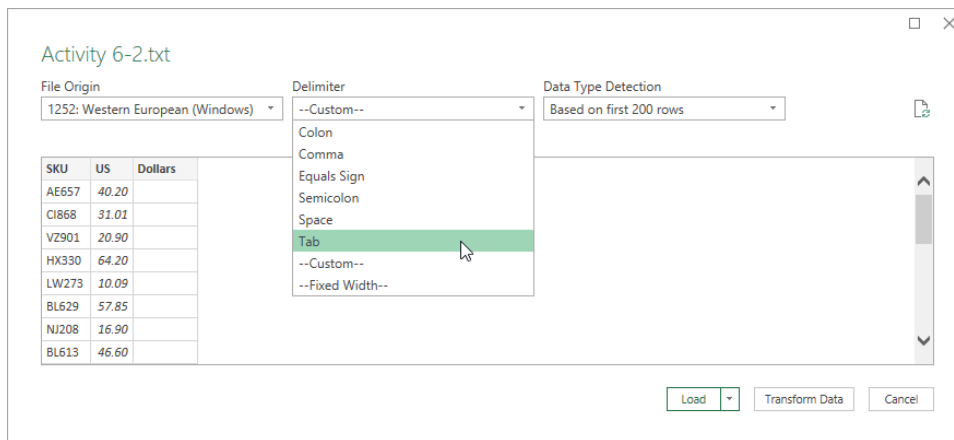 Activity 6-2.txt
File Origin Delimiter Data Type Detection
1252: Western European (Windows) --Custom-- Based on first 200 rows
Colon
Comma
Equals Sign
Semicolon
Space
Tab
--Custom--
--Fixed Width--
SKU US Dollars
AE657 40.20
CI868 31.01
VZ901 20.90
HX330 64.20
LW273 10.09
BL629 57.85
NJ208 16.90
BL613 46.60
Load Transform Data Cancel